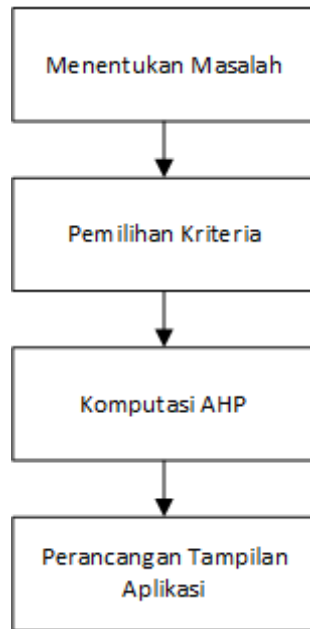 Menentukan Masalah
Pemilihan Kriteria
Komputasi AHP
Perancangan Tampilan
Aplikasi